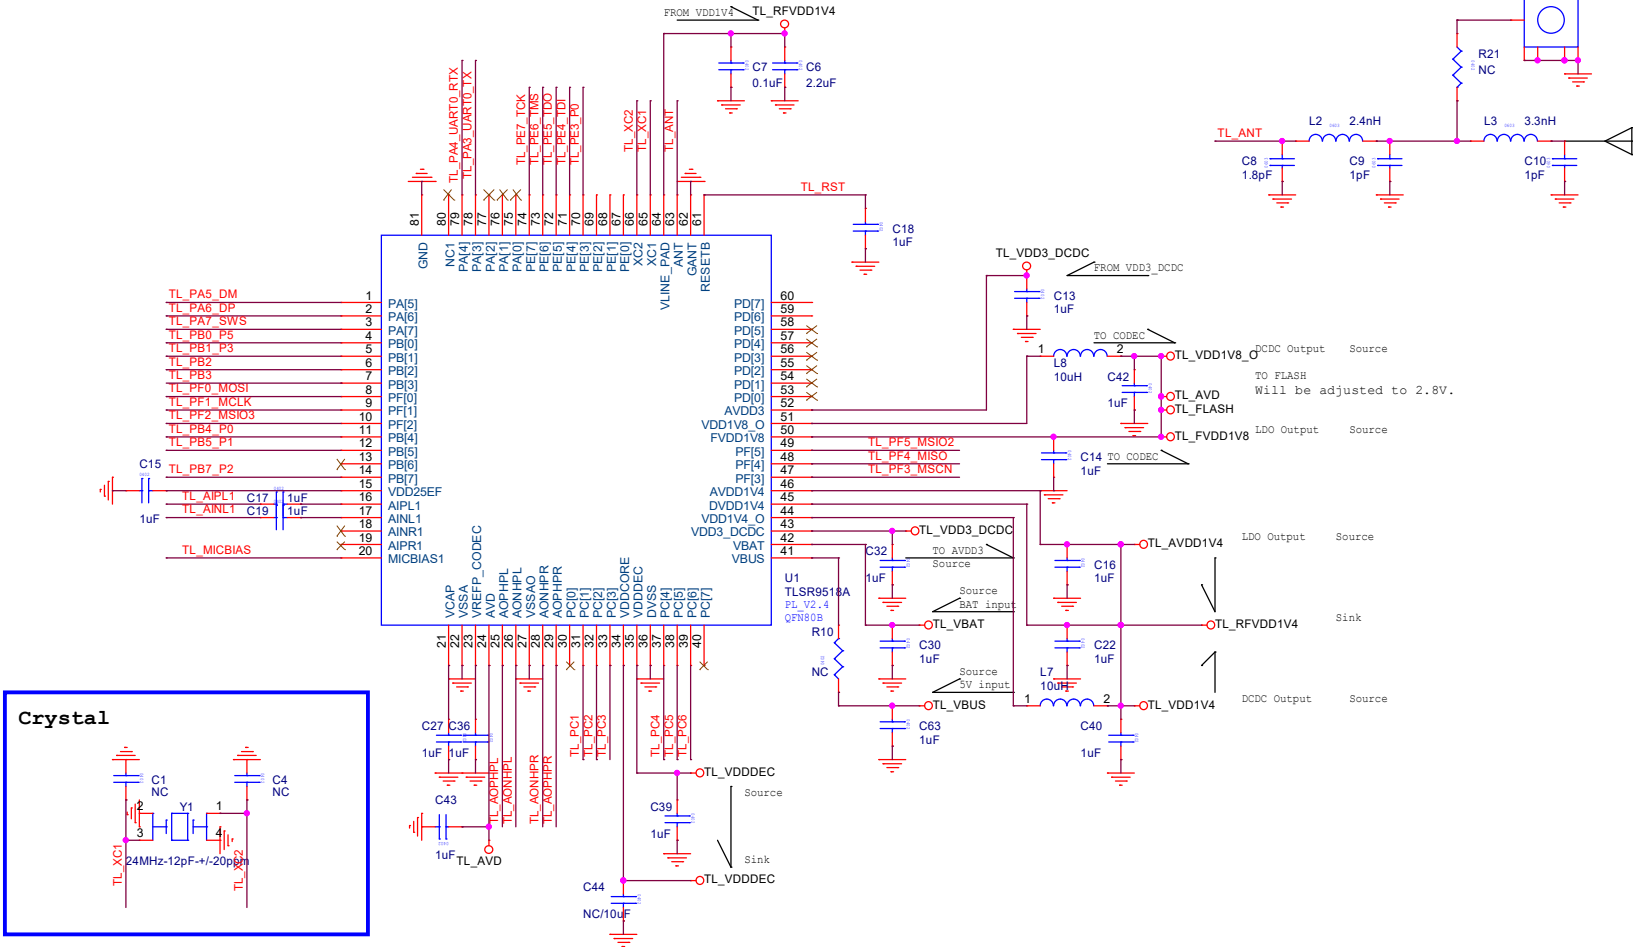 FROM VDD1V4
TL_RFVDD1V4
C7
0.1uF
C6
2.2uF
R21
NC
TL_ANT
L2
2.4nH
L3
3.3nH
C8
1.8pF
C9
1pF
C10
1pF
TL_PA4_UART0_RTX
TL_PA3_UART0_TX
TL_PE7_TCK
TL_PE6_TMS
TL_PE5_TDO
TL_PE4_TDI
TL_PE3_P0
TL_XC2
TL_XC1
TL_ANT
TL_RST
C18
1uF
81
80
79
78
77
76
75
74
73
72
71
70
69
68
67
66
65
64
63
62
61
GND
NC1
PA[4]
PA[3]
PA[2]
PA[1]
PA[0]
PE[7]
PE[6]
PE[5]
PE[4]
PE[3]
PE[2]
PE[1]
PE[0]
XC2
XC1
VLINE_PAD
ANT
GANT
RESETB
TL_PA5_DM 1 PA[5]
TL_PA6_DP 2 PA[6]
TL_PA7_SWS 3 PA[7]
TL_PB0_P5 4 PB[0]
TL_PB1_P3 5 PB[1]
TL_PB2 6 PB[2]
TL_PB3 7 PB[3]
TL_PF0_MOSI 8 PF[0]
TL_PF1_MCLK 9 PF[1]
TL_PF2_MSIO3 10 PF[2]
TL_PB4_P0 11 PB[4]
TL_PB5_P1 12 PB[5]
13 PB[6]
TL_PB7_P2 14 PB[7]
15 VDD25EF
TL_AIPL1 C17 1uF 16 AIPL1
TL_AINL1 C19 1uF 17 AINL1
18 AINR1
19 AIPR1
TL_MICBIAS 20 MICBIAS1
C15
1uF
PD[7] 60
PD[6] 59
PD[5] 58
PD[4] 57
PD[3] 56
PD[2] 55
PD[1] 54
PD[0] 53
AVDD3 52
VDD1V8_O 51
FVDD1V8 50
PF[5] 49 TL_PF5_MSIO2
PF[4] 48 TL_PF4_MISO
PF[3] 47 TL_PF3_MSCN
AVDD1V4 46
DVDD1V4 45
VDD1V4_O 44
VDD3_DCDC 43
VBAT 42
VBUS 41
TL_VDD3_DCDC
FROM VDD3_DCDC
C13
1uF
TO CODEC
1
L8
10uH
2
C42
1uF
TL_VDD1V8_O
DCDC Output Source
TO FLASH
Will be adjusted to 2.8V.
TL_AVD
TL_FLASH
TL_FVDD1V8
LDO Output Source
C14
1uF
TO CODEC
TL_VDD3_DCDC
C32
1uF
TO AVDD3
Source
TL_AVDD1V4
LDO Output Source
C16
1uF
Source
BAT input
TL_VBAT
C30
1uF
C22
1uF
TL_RFVDD1V4
Sink
Source
5V input
TL_VBUS
C63
1uF
L7
10uH
1
2
TL_VDD1V4
DCDC Output Source
C40
1uF
U1
TLSR9518A
PL_V2.4
QFN80B
R10
NC
VCAP
VSSA
VREFP_CODEC
AVD
AOPHPL
AONHPL
VSSAO
AONHPR
AOPHPR
PC[0]
PC[1]
PC[2]
PC[3]
VDDCORE
VDDDEC
DVSS
PC[4]
PC[5]
PC[6]
PC[7]
21
22
23
24
25
26
27
28
29
30
31
32
33
34
35
36
37
38
39
40
C27
1uF
C36
1uF
TL_AOPHPL
TL_AONHPL
TL_AONHPR
TL_AOPHPR
TL_PC1
TL_PC2
TL_PC3
TL_PC4
TL_PC5
TL_PC6
C43
1uF
TL_AVD
TL_VDDDEC
Source
C39
1uF
Sink
TL_VDDDEC
C44
NC/10uF
Crystal
C1
NC
C4
NC
2
Y1
1
3
4
24MHz-12pF-+/-20ppm
TL_XC1
TL_XC2